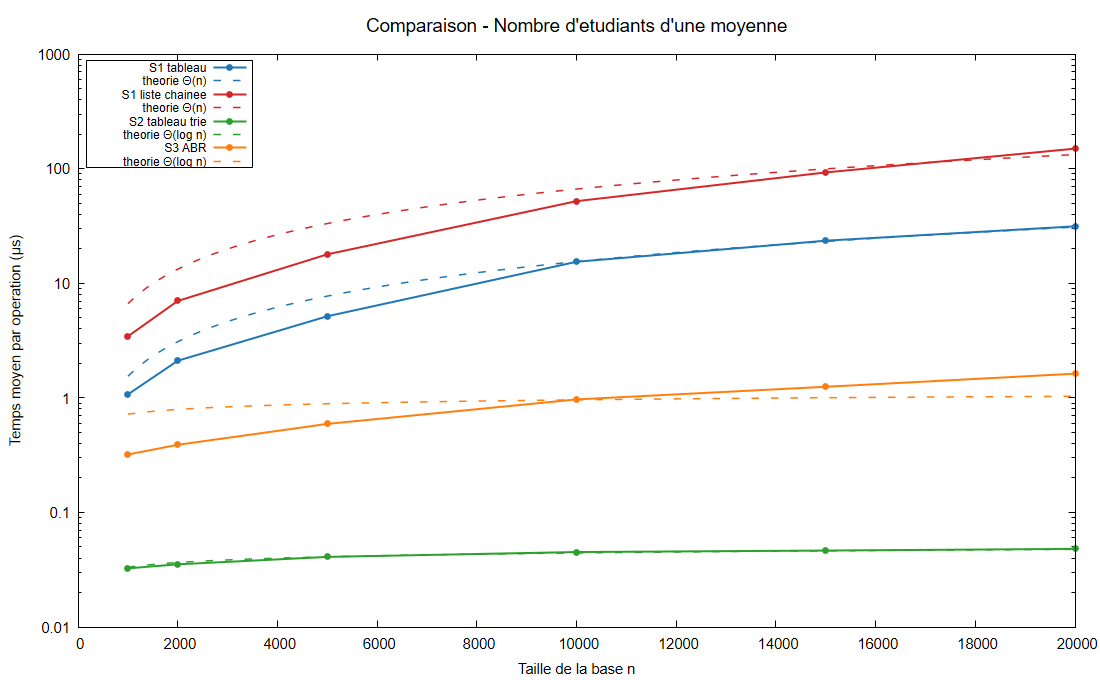 Comparaison - Nombre d'etudiants d'une moyenne
1000
100
10
1
0.1
0.01
S1 tableau
theorie Θ(n)
S1 liste chainee
theorie Θ(n)
S2 tableau trie
theorie Θ(log n)
S3 ABR
theorie Θ(log n)
Temps moyen par operation (µs)
0 2000 4000 6000 8000 10000 12000 14000 16000 18000 20000
Taille de la base n